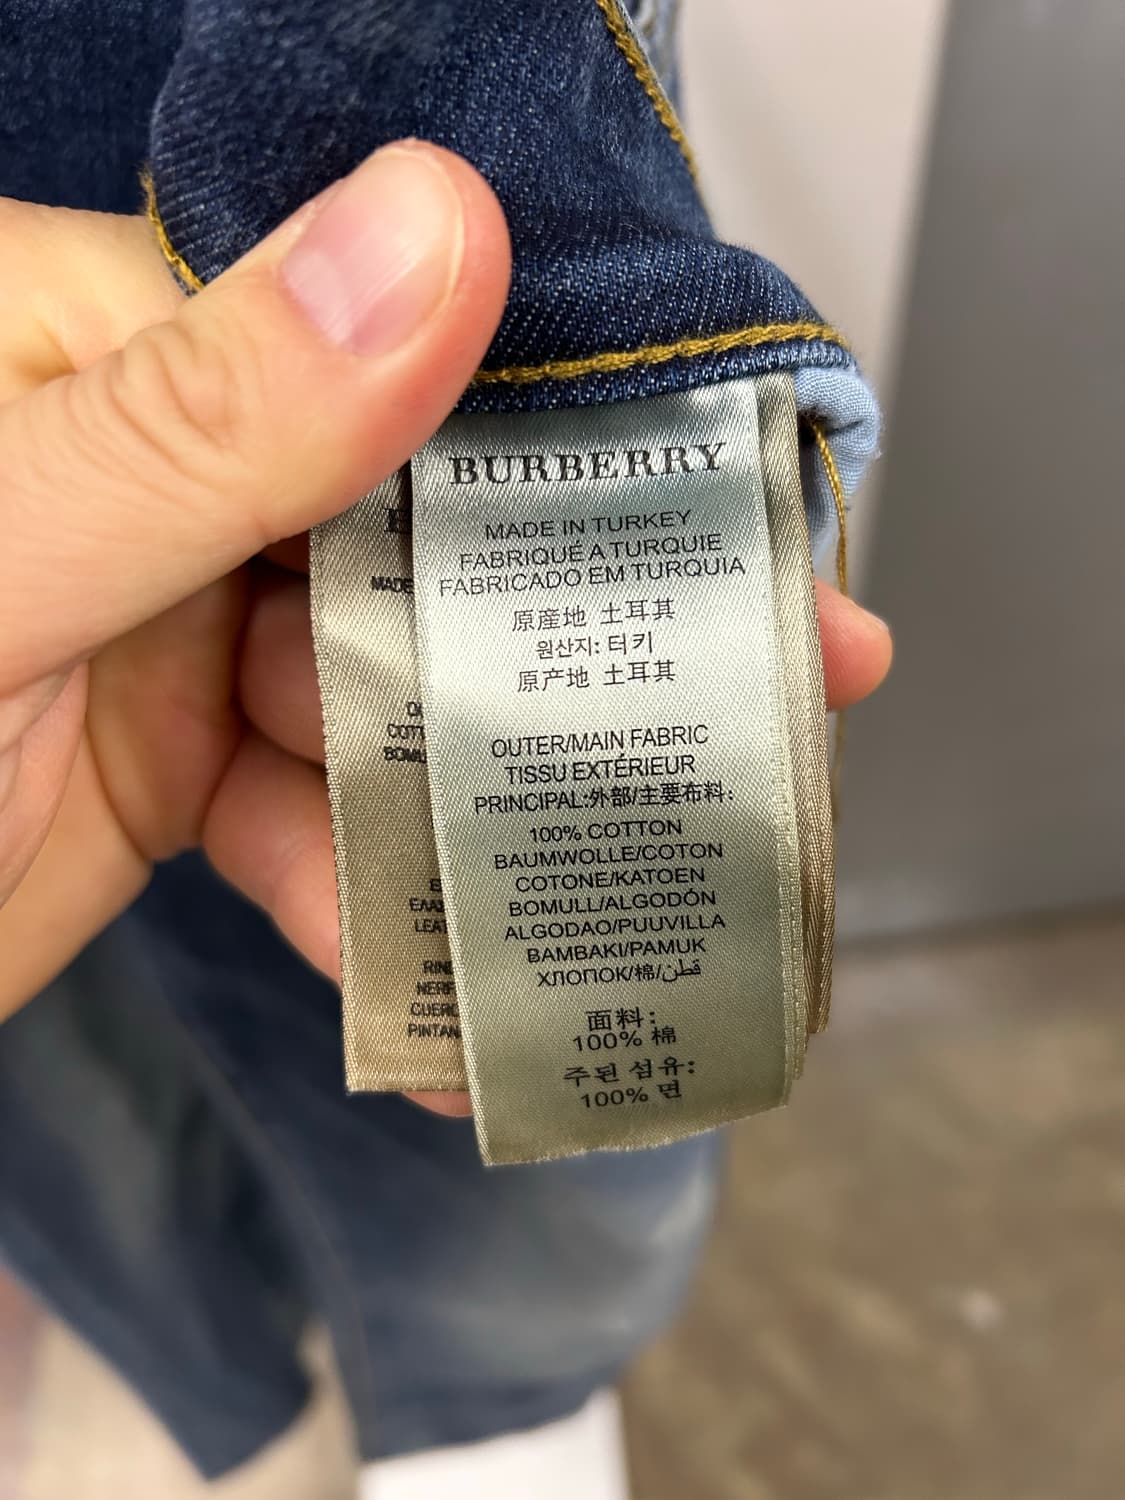 BURBERRY
MADE IN TURKEY
FABRIQUÉ A TURQUIE
FABRICADO EM TURQUIA
原産地 土耳其
원산지: 터키
原产地 土耳其
OUTER/MAIN FABRIC
TISSU EXTÉRIEUR
PRINCIPAL:外部/主要布料:
100% COTTON
BAUMWOLLE/COTON
COTONE/KATOEN
BOMULL/ALGODÓN
ALGODAO/PUUVILLA
BAMBAKI/PAMUK
ХЛОПОК/棉/قطن
面料:
100% 棉
주된 섬유:
100% 면
MADE